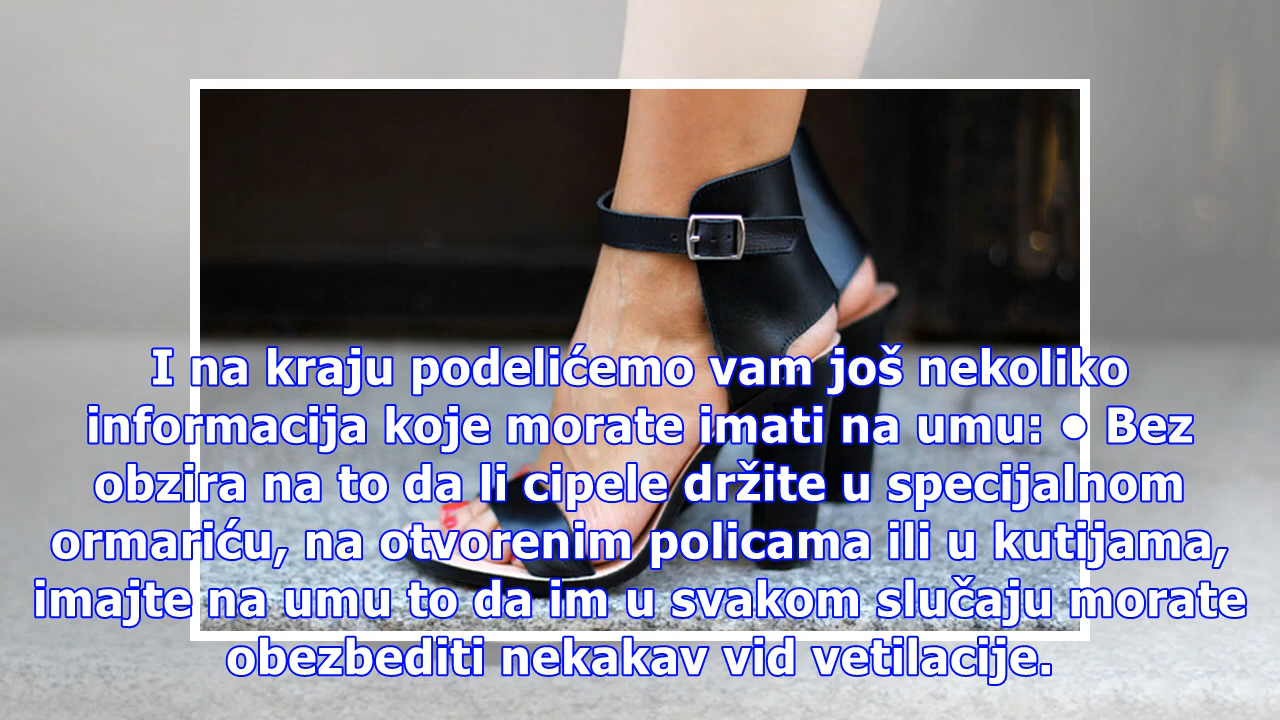 I na kraju podelićemo vam još nekoliko
informacija koje morate imati na umu: • Bez
obzira na to da li cipele držite u specijalnom
ormariću, na otvorenim policama ili u kutijama,
imajte na umu to da im u svakom slučaju morate
obezbediti nekakav vid vetilacije.